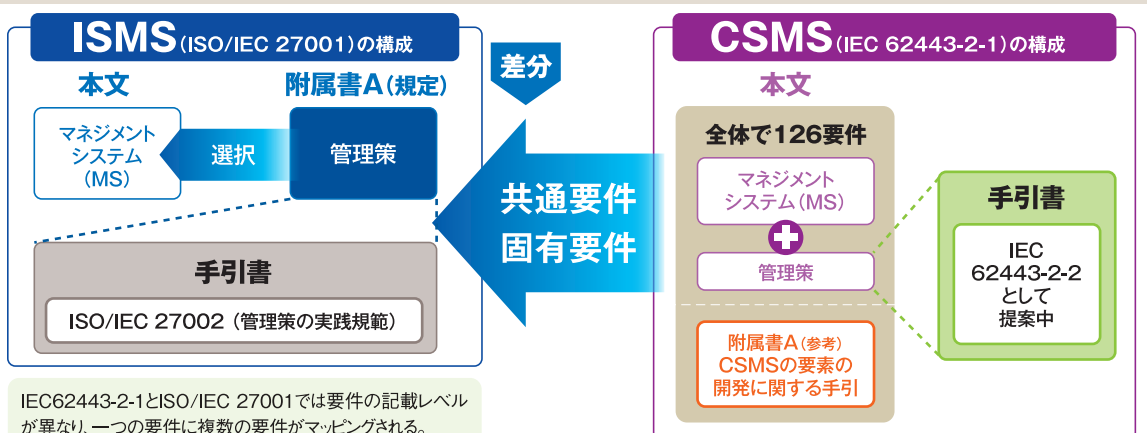 ISMS(ISO/IEC 27001)の構成
本文
附属書A(規定)
マネジメント
システム
(MS)
選択
管理策
手引書
ISO/IEC 27002(管理策の実践規範)
IEC62443-2-1とISO/IEC 27001では要件の記載レベル
が異なり、一つの要件に複数の要件がマッピングされる。
差分
共通要件
固有要件
CSMS(IEC 62443-2-1)の構成
本文
全体で126要件
マネジメント
システム(MS)
管理策
附属書A(参考)
CSMSの要素の
開発に関する手引
手引書
IEC
62443-2-2
として
提案中